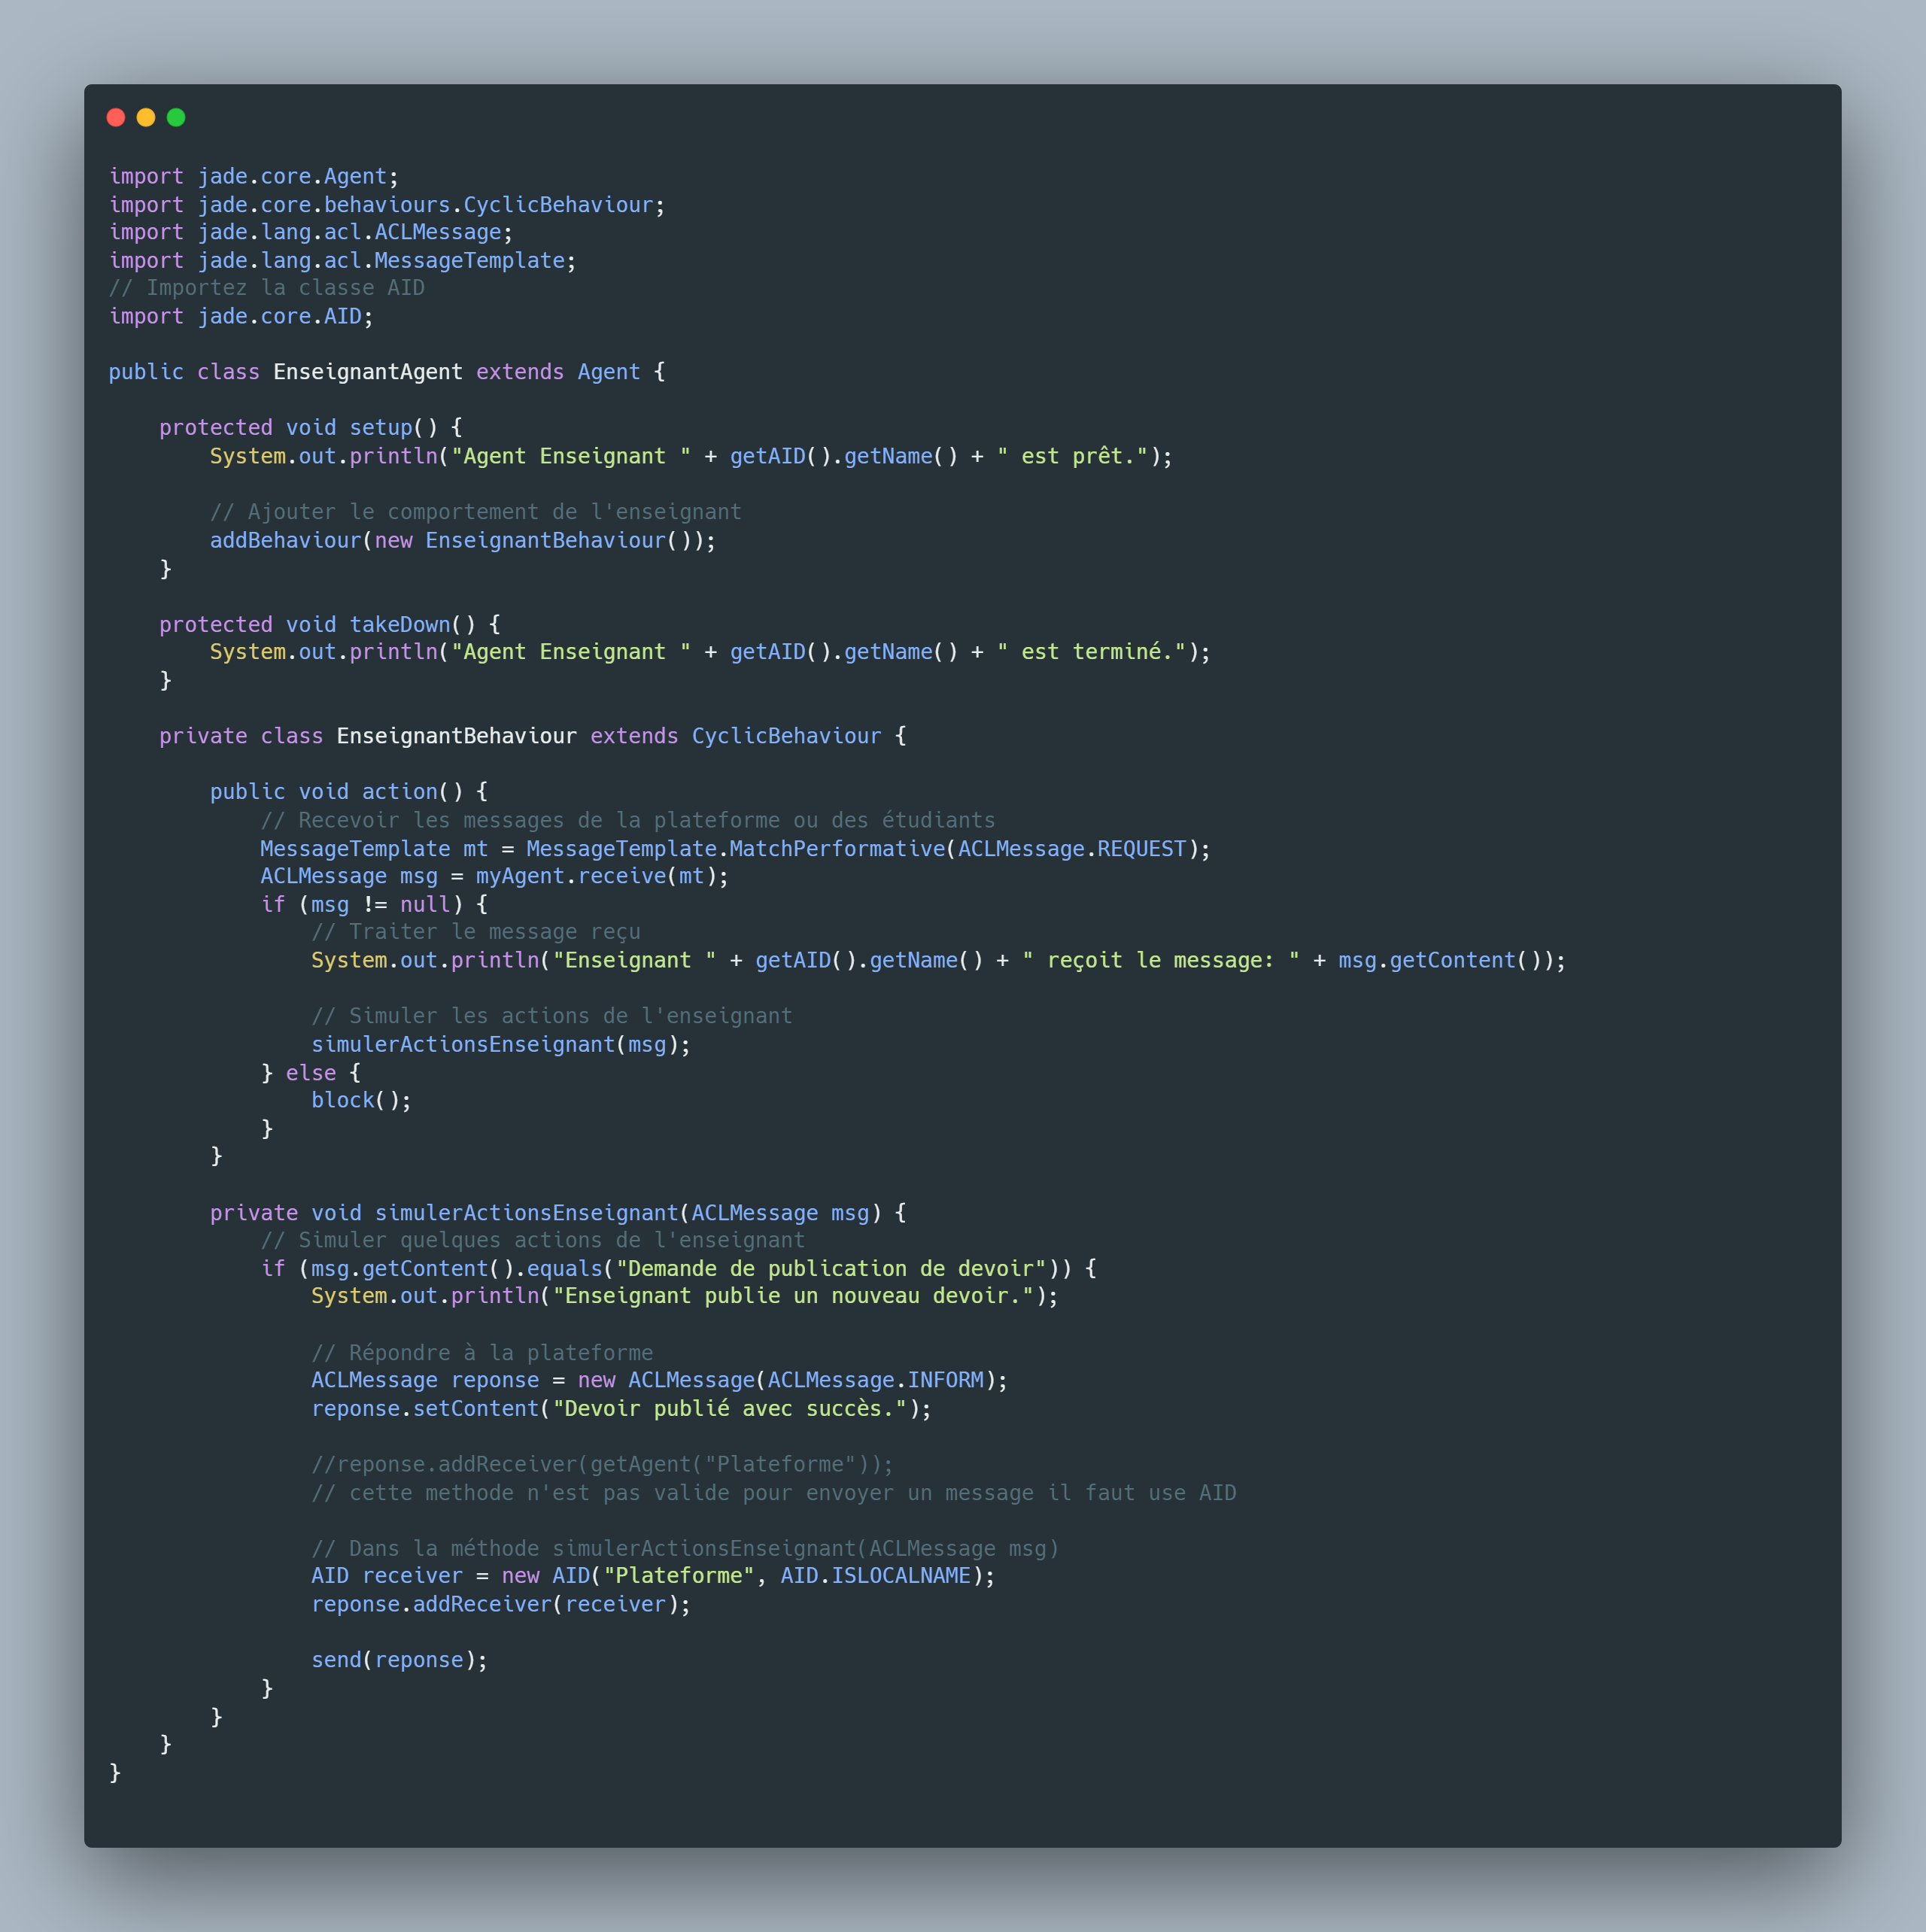 import jade.core.Agent;
import jade.core.behaviours.CyclicBehaviour;
import jade.lang.acl.ACLMessage;
import jade.lang.acl.MessageTemplate;
// Importez la classe AID
import jade.core.AID;

public class EnseignantAgent extends Agent {

    protected void setup() {
        System.out.println("Agent Enseignant " + getAID().getName() + " est prêt.");

        // Ajouter le comportement de l'enseignant
        addBehaviour(new EnseignantBehaviour());
    }

    protected void takeDown() {
        System.out.println("Agent Enseignant " + getAID().getName() + " est terminé.");
    }

    private class EnseignantBehaviour extends CyclicBehaviour {

        public void action() {
            // Recevoir les messages de la plateforme ou des étudiants
            MessageTemplate mt = MessageTemplate.MatchPerformative(ACLMessage.REQUEST);
            ACLMessage msg = myAgent.receive(mt);
            if (msg != null) {
                // Traiter le message reçu
                System.out.println("Enseignant " + getAID().getName() + " reçoit le message: " + msg.getContent());

                // Simuler les actions de l'enseignant
                simulerActionsEnseignant(msg);
            } else {
                block();
            }
        }

        private void simulerActionsEnseignant(ACLMessage msg) {
            // Simuler quelques actions de l'enseignant
            if (msg.getContent().equals("Demande de publication de devoir")) {
                System.out.println("Enseignant publie un nouveau devoir.");

                // Répondre à la plateforme
                ACLMessage reponse = new ACLMessage(ACLMessage.INFORM);
                reponse.setContent("Devoir publié avec succès.");

                //reponse.addReceiver(getAgent("Plateforme"));
                // cette methode n'est pas valide pour envoyer un message il faut use AID

                // Dans la méthode simulerActionsEnseignant(ACLMessage msg)
                AID receiver = new AID("Plateforme", AID.ISLOCALNAME);
                reponse.addReceiver(receiver);

                send(reponse);
            }
        }
    }
}